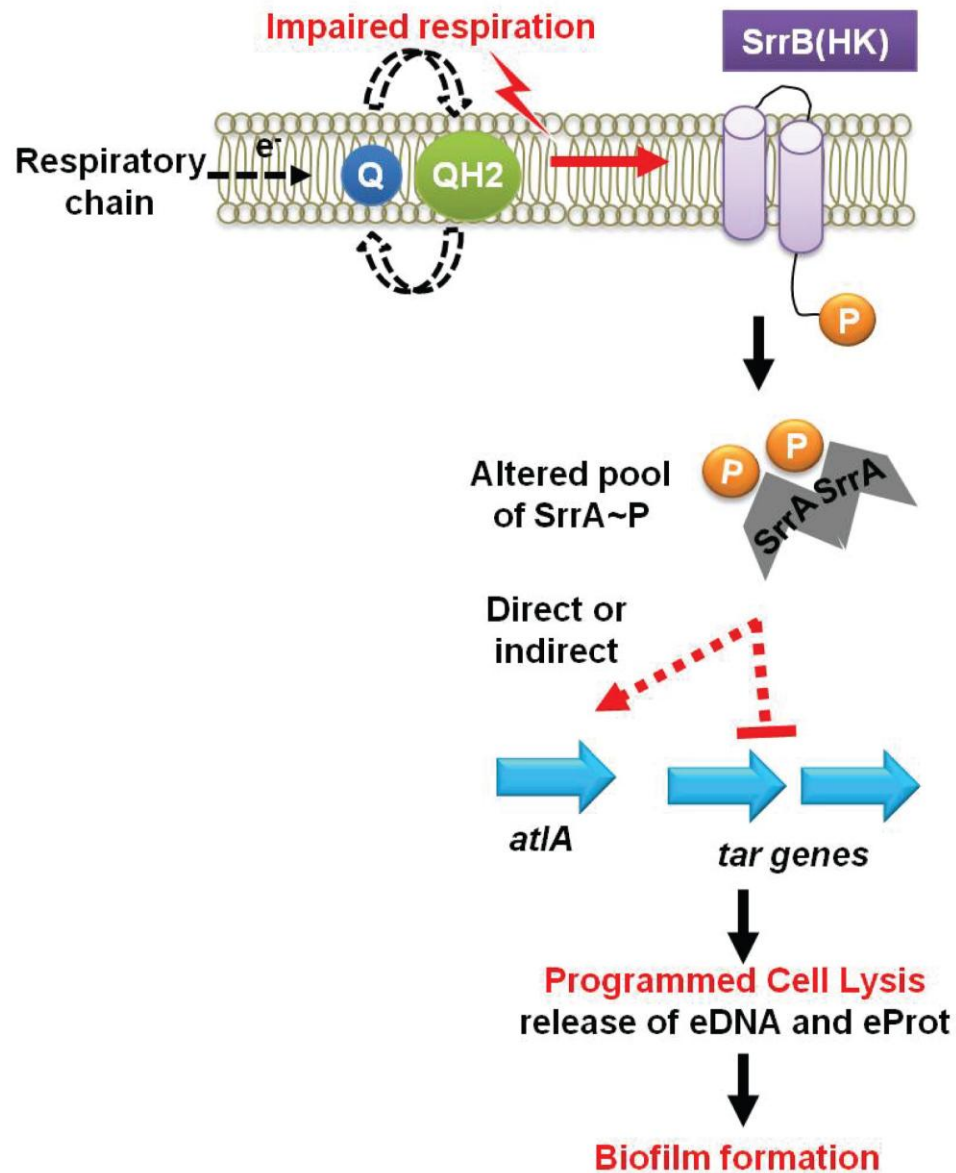 Impaired respiration
SrrB(HK)
Respiratory
chain
e-
Q
QH2
P
Altered pool
of SrrA~P
P
P
SrrA
SrrA
Direct or
indirect
atlA
tar genes
Programmed Cell Lysis
release of eDNA and eProt
Biofilm formation